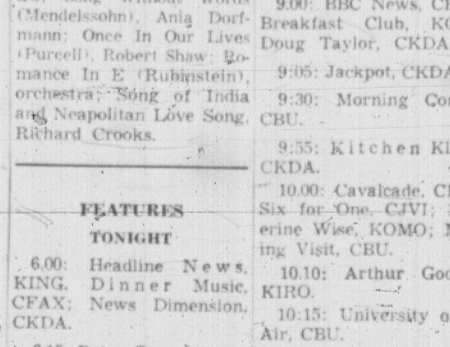 (Mendelssohn), Ania Dorf-
mann; Once In Our Lives
(Purcell), Robert Shaw; Ro-
mance In E (Rubinstein),
orchestra; Song of India
and Neapolitan Love Song,
Richard Crooks.
FEATURES
TONIGHT
6.00: Headline News,
KING. Dinner Music,
CFAX; News Dimension,
CKDA.
9.00: BBC News,
Breakfast Club,
Doug Taylor, CKDA
9:05: Jackpot, CKDA
9:30: Morning
CBU.
9:55: Kitchen
CKDA.
10.00: Cavalcade,
Six for One, CJVI;
erine Wise, KOMO;
ing Visit, CBU.
10.10: Arthur
KIRO.
10:15: University
Air, CBU.